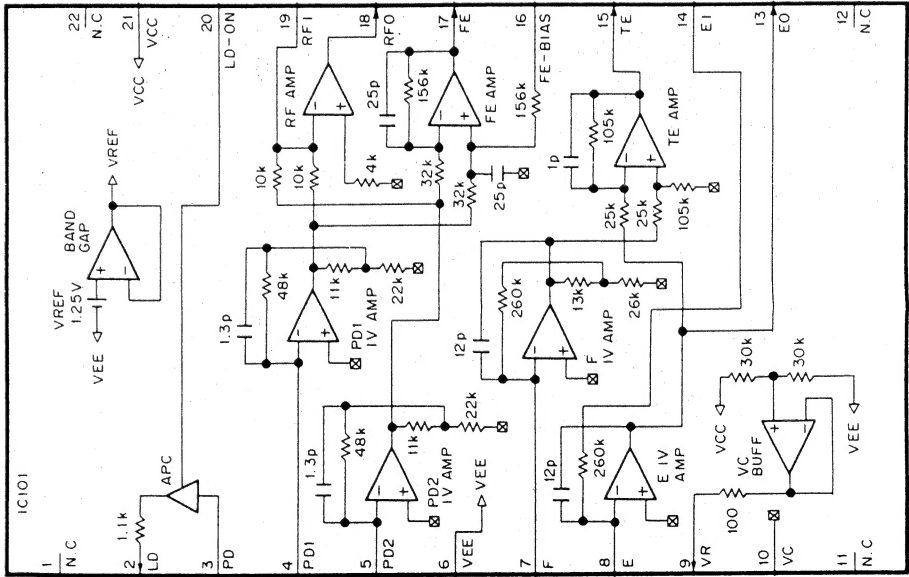 22
N.C
21
VCC
VCC
20
LD-ON
19
RFI
18
RFO
17
FE
16
FE-BIAS
15
TE
14
EI
13
EO
12
N.C
BAND GAP
VREF
VREF 1.25V
VEE
RF AMP
10k
10k
4k
25p
156k
FE AMP
32k
32k
25p
156k
1p
105k
TE AMP
25k
25k
105k
1.3p
48k
11k
22k
PD1 IV AMP
12p
260k
13k
26k
F IV AMP
IC101
APC
1.1k
1.3p
48k
11k
22k
PD2 IV AMP
VEE
12p
260k
E IV AMP
30k
30k
VCC
VEE
VC BUFF
100
1
N.C
2
LD
3
PD
4
PD1
5
PD2
6
VEE
7
F
8
E
9
VR
10
VC
11
N.C